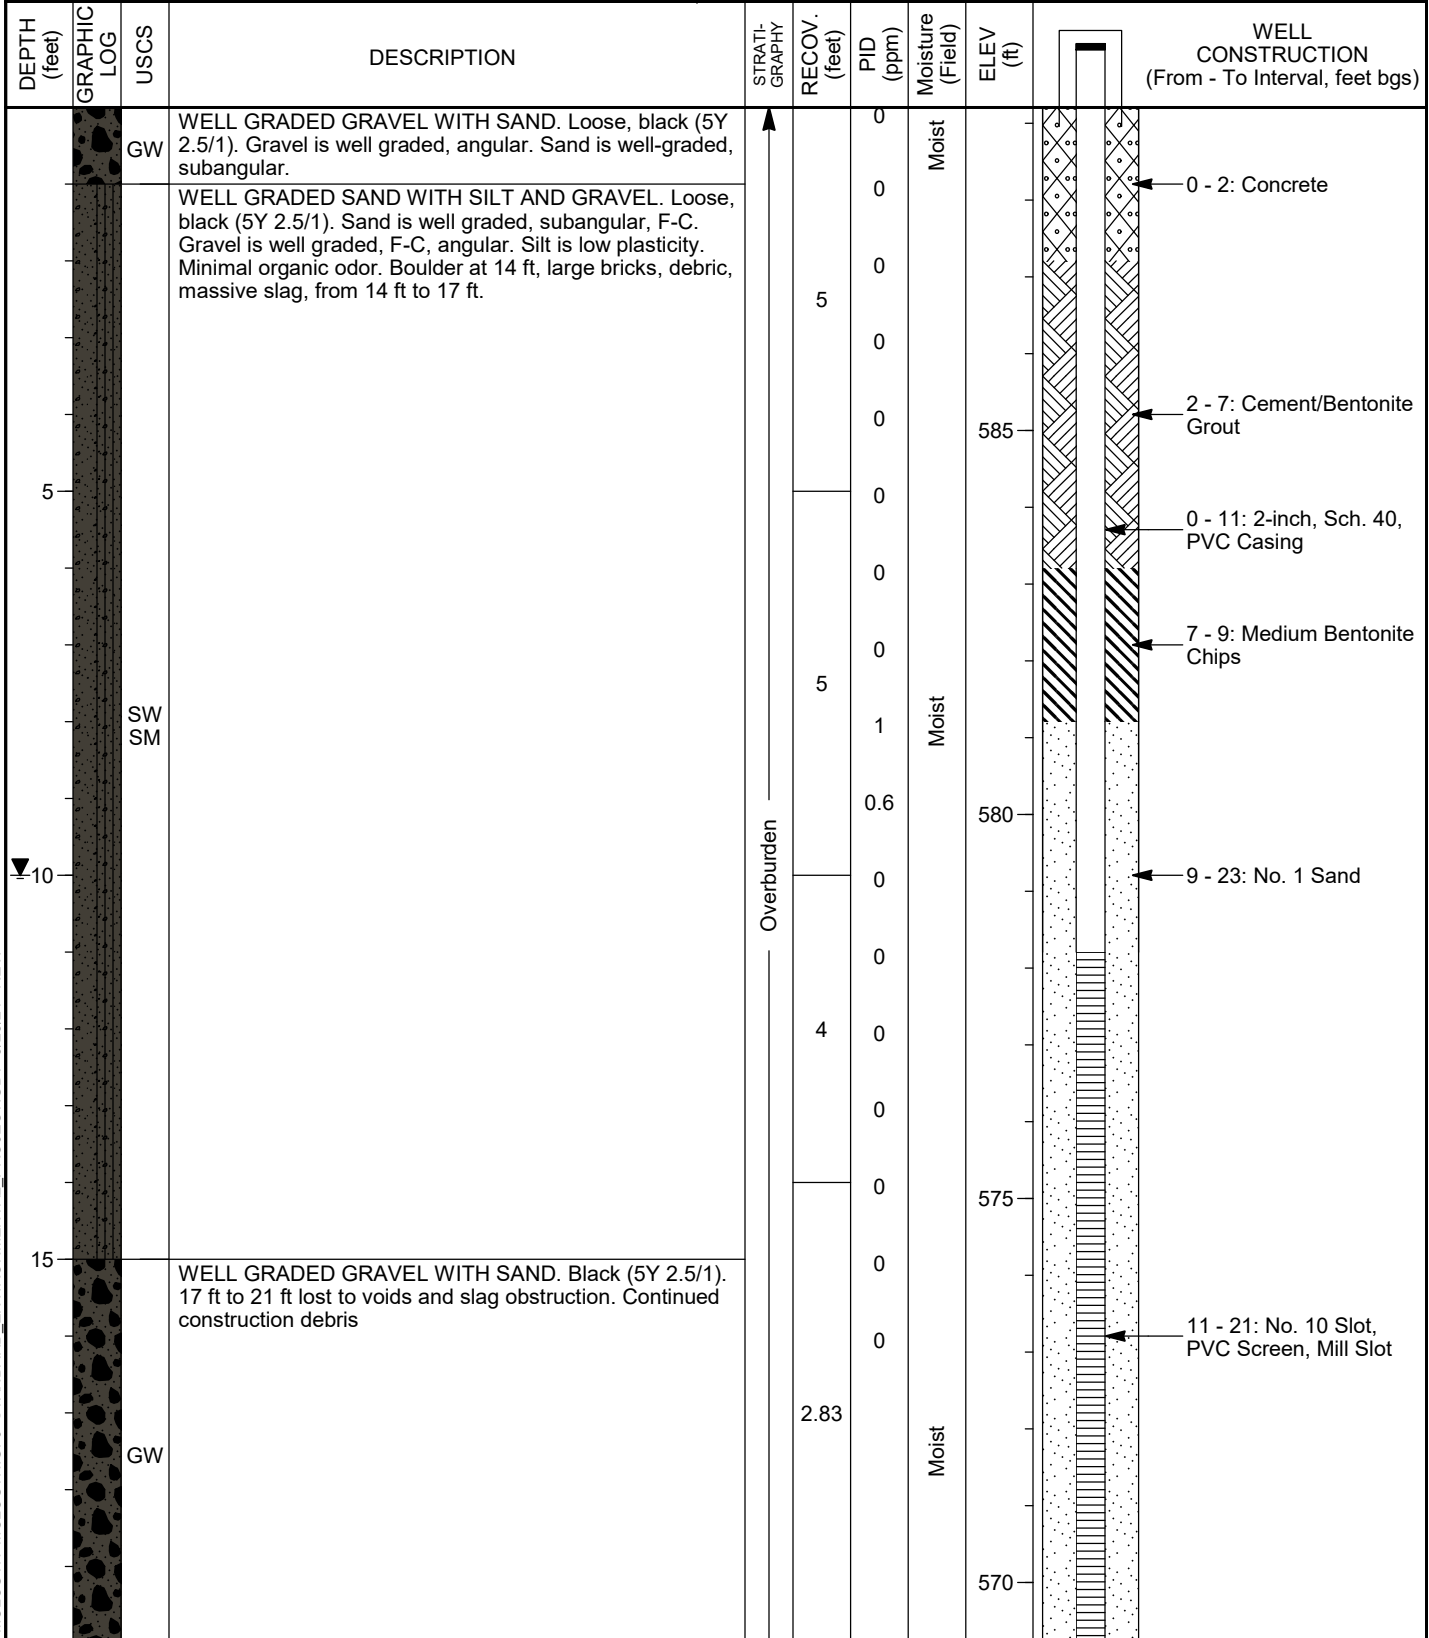 DEPTH
(feet)
GRAPHIC
LOG
USCS
DESCRIPTION
STRATI-
GRAPHY
RECOV.
(feet)
PID
(ppm)
Moisture
(Field)
ELEV
(ft)
WELL
CONSTRUCTION
(From - To Interval, feet bgs)
GW
WELL GRADED GRAVEL WITH SAND. Loose, black (5Y
2.5/1). Gravel is well graded, angular. Sand is well-graded,
subangular.
WELL GRADED SAND WITH SILT AND GRAVEL. Loose,
black (5Y 2.5/1). Sand is well graded, subangular, F-C.
Gravel is well graded, F-C, angular. Silt is low plasticity.
Minimal organic odor. Boulder at 14 ft, large bricks, debric,
massive slag, from 14 ft to 17 ft.
SW
SM
WELL GRADED GRAVEL WITH SAND. Black (5Y 2.5/1).
17 ft to 21 ft lost to voids and slag obstruction. Continued
construction debris
GW
5
10
15
Overburden
5
5
4
2.83
0
0
0
0
0
0
0
0
1
0.6
0
0
0
0
0
0
0
Moist
Moist
Moist
585
580
575
570
0 - 2: Concrete
2 - 7: Cement/Bentonite
Grout
0 - 11: 2-inch, Sch. 40,
PVC Casing
7 - 9: Medium Bentonite
Chips
9 - 23: No. 1 Sand
11 - 21: No. 10 Slot,
PVC Screen, Mill Slot